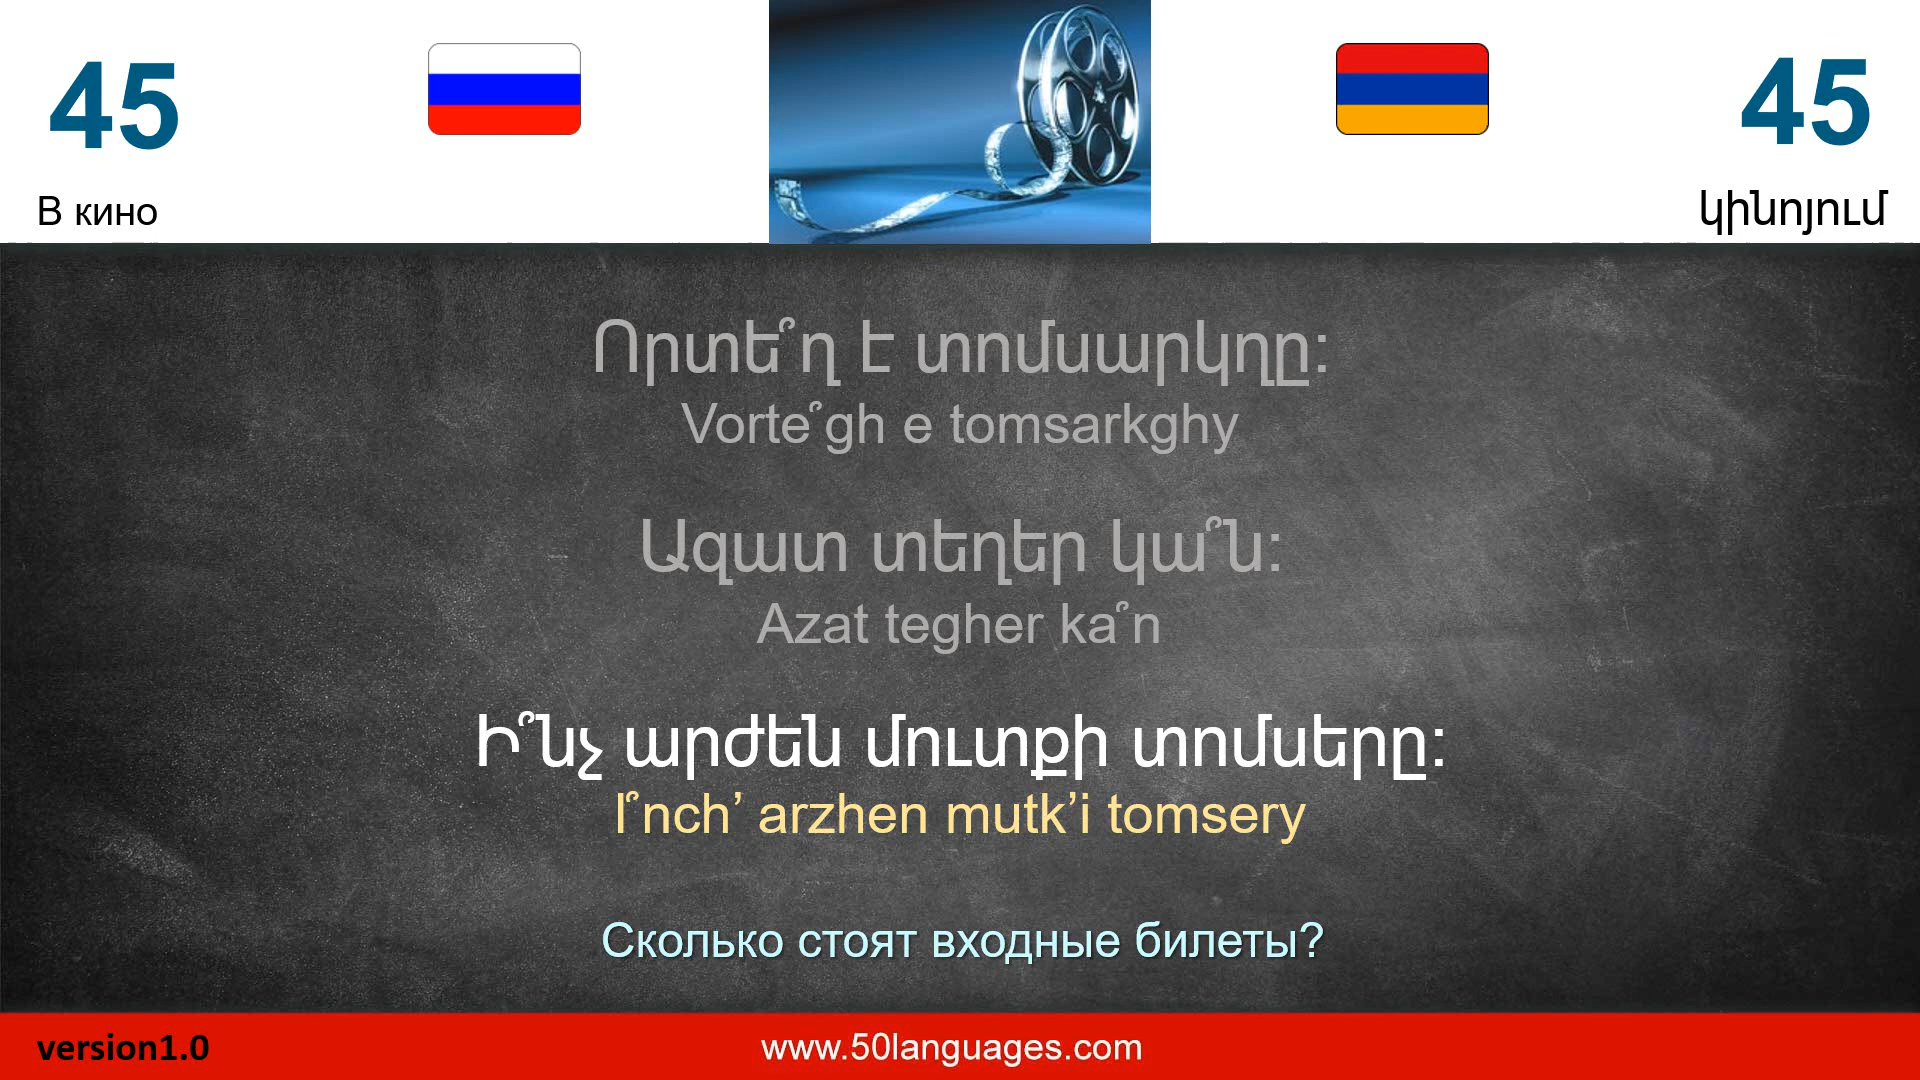 45
45
В кино
կինոյում
Որտե՞ղ է տոմսարկղը:
Vorte՞gh e tomsarkghy
Ազատ տեղեր կա՞ն:
Azat tegher ka՞n
Ի՞նչ արժեն մուտքի տոմսերը:
I՞nch’ arzhen mutk’i tomsery
Сколько стоят входные билеты?
version1.0
www.50languages.com